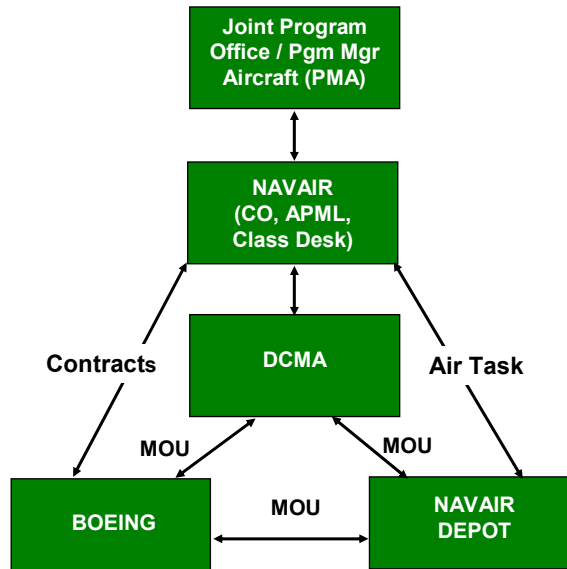 Joint Program
Office / Pgm Mgr
Aircraft (PMA)
NAVAIR
(CO, APML,
Class Desk)
Contracts
DCMA
Air Task
MOU
MOU
BOEING
MOU
NAVAIR
DEPOT